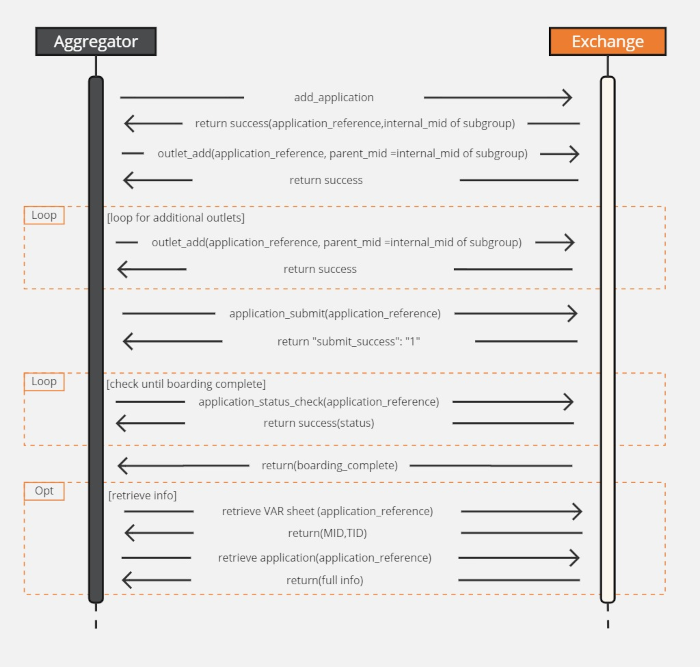 Aggregator
Exchange
add_application
return success(application_reference,internal_mid of subgroup)
outlet_add(application_reference, parent_mid =internal_mid of subgroup)
return success
Loop
[loop for additional outlets]
outlet_add(application_reference, parent_mid =internal_mid of subgroup)
return success
application_submit(application_reference)
return "submit_success": "1"
Loop
[check until boarding complete]
application_status_check(application_reference)
return success(status)
return(boarding_complete)
Opt
[retrieve info]
retrieve VAR sheet (application_reference)
return(MID,TID)
retrieve application(application_reference)
return(full info)